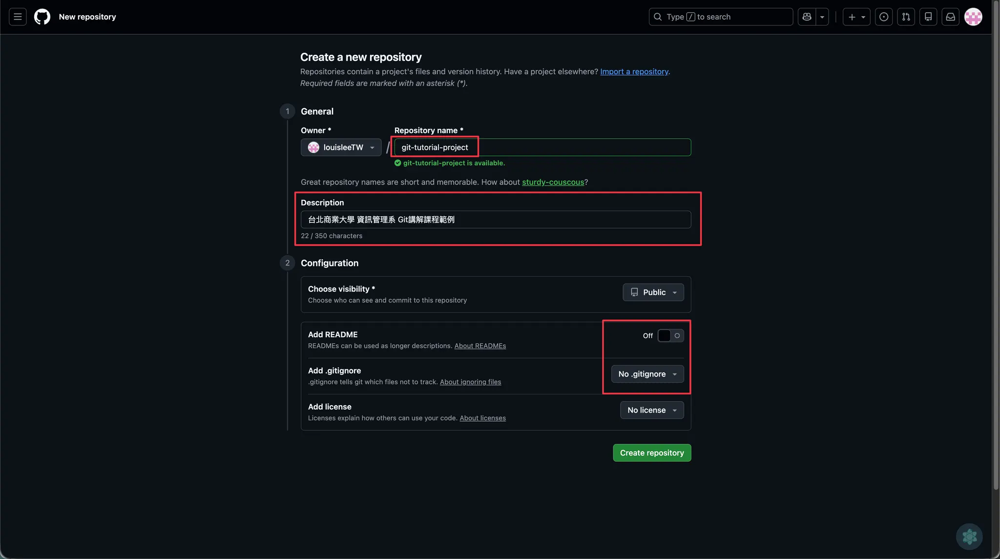 New repository
Type / to search
Create a new repository
Repositories contain a project's files and version history. Have a project elsewhere? Import a repository.
Required fields are marked with an asterisk (*).
1 General
Owner * Repository name *
louisleeTW / git-tutorial-project
git-tutorial-project is available.
Great repository names are short and memorable. How about sturdy-couscous?
Description
台北商業大學 資訊管理系 Git講解課程範例
22 / 350 characters
2 Configuration
Choose visibility *
Choose who can see and commit to this repository
Public
Add README
READMEs can be used as longer descriptions. About READMEs
Off
Add .gitignore
.gitignore tells git which files not to track. About ignoring files
No .gitignore
Add license
Licenses explain how others can use your code. About licenses
No license
Create repository